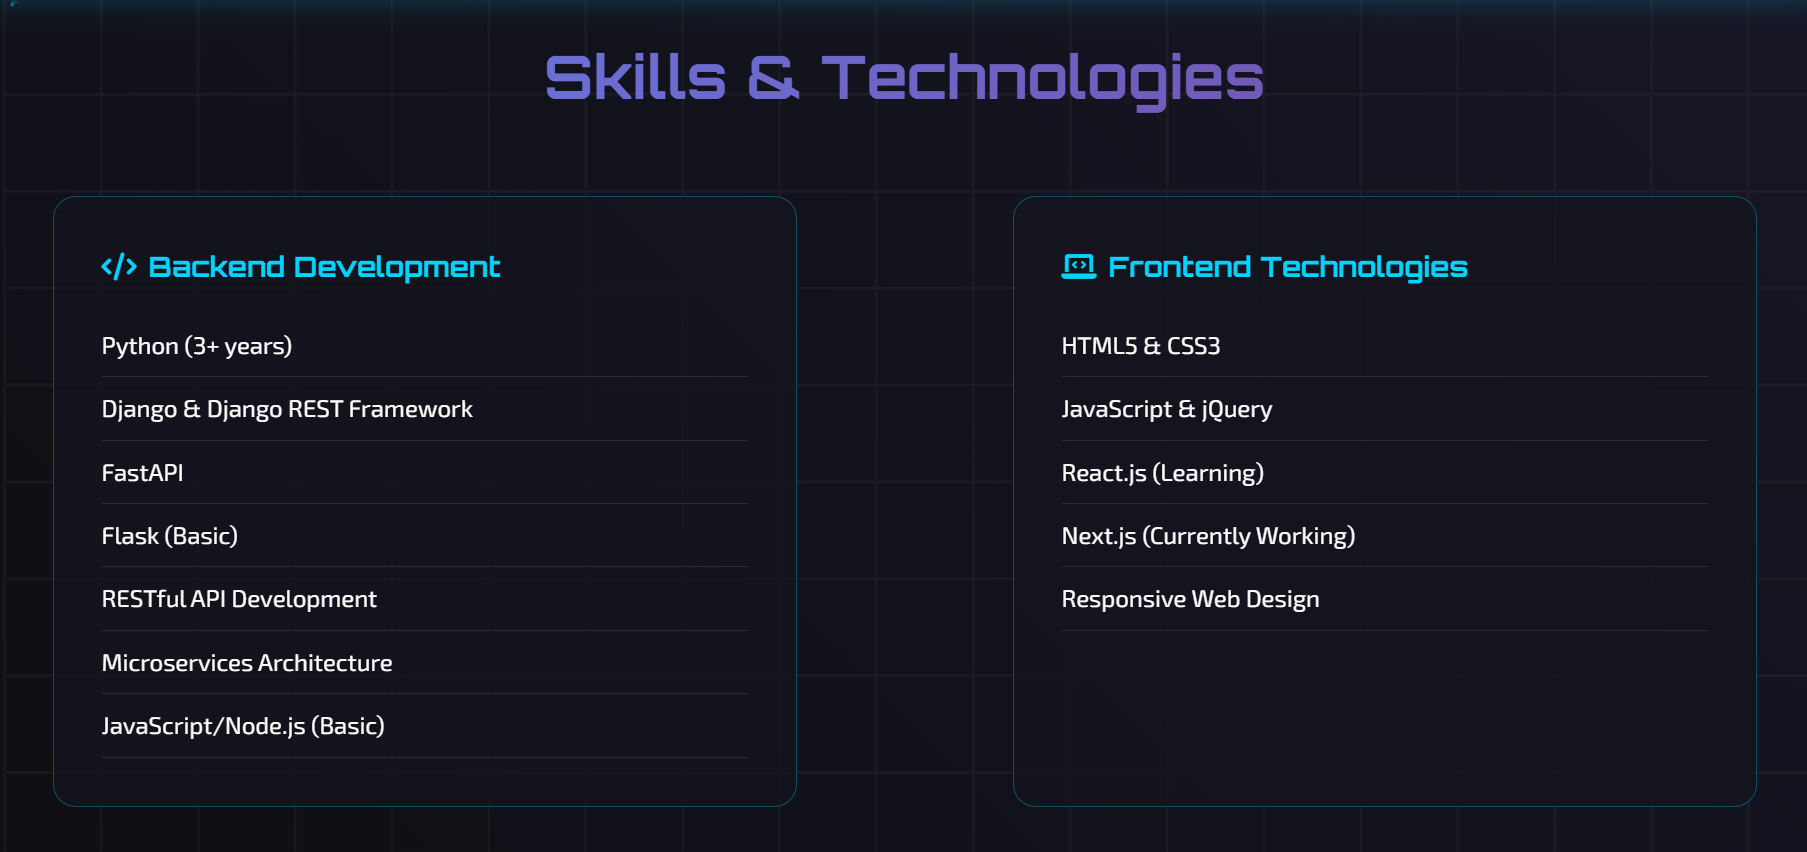 Skills & Technologies
Backend Development
Python (3+ years)
Django & Django REST Framework
FastAPI
Flask (Basic)
RESTful API Development
Microservices Architecture
JavaScript/Node.js (Basic)
Frontend Technologies
HTML5 & CSS3
JavaScript & jQuery
React.js (Learning)
Next.js (Currently Working)
Responsive Web Design